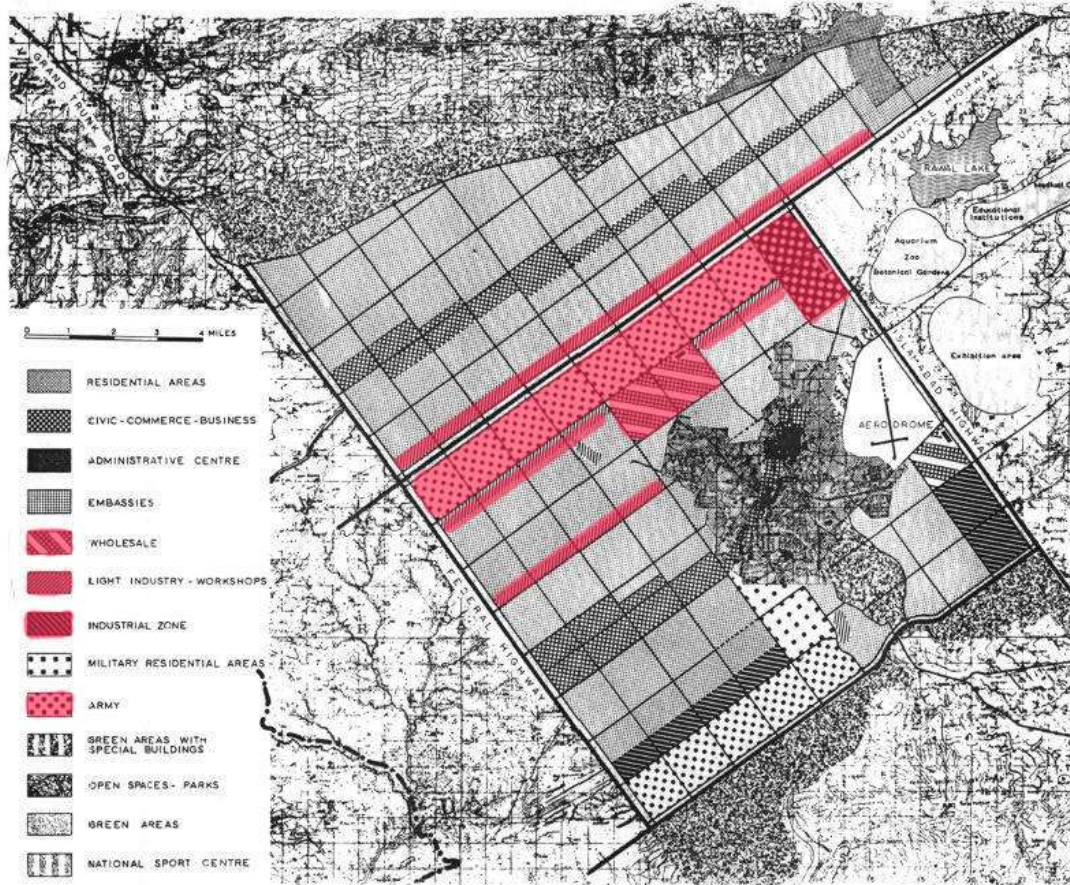 GRAND TRUNK ROAD
MURREE HIGHWAY
RAWAL LAKE
Educational
Institutions
Aquarium
Zoo
Botanical Gardens
Exhibition area
AERODROME
ISLAMABAD HIGHWAY
0 1 2 3 4 MILES
RESIDENTIAL AREAS
CIVIC-COMMERCE-BUSINESS
ADMINISTRATIVE CENTRE
EMBASSIES
WHOLESALE
LIGHT INDUSTRY-WORKSHOPS
INDUSTRIAL ZONE
MILITARY RESIDENTIAL AREAS
ARMY
GREEN AREAS WITH
SPECIAL BUILDINGS
OPEN SPACES-PARKS
GREEN AREAS
NATIONAL SPORT CENTRE